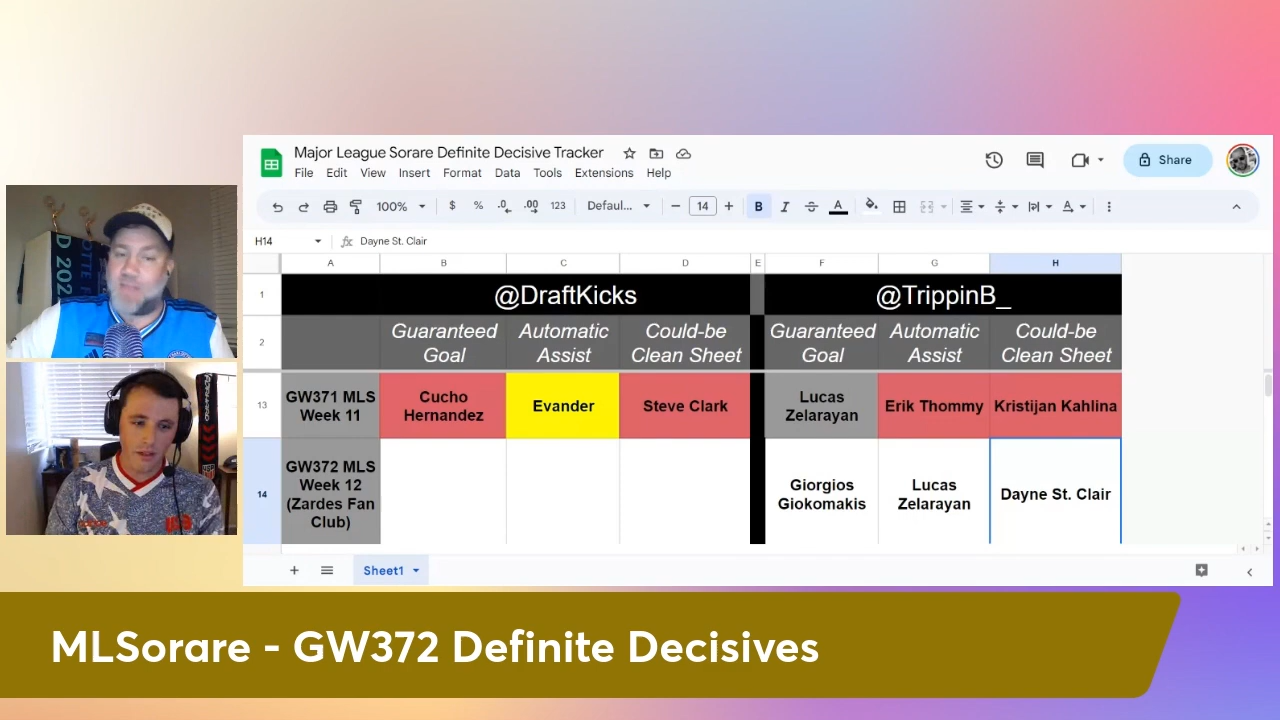 Major League Sorare Definite Decisive Tracker
File Edit View Insert Format Data Tools Extensions Help
Share
100% $ % .0 .00 123 Defaul... 14 B I A
H14 fx Dayne St. Clair
A B C D E F G H
1 @DraftKicks @TrippinB_
2 Guaranteed Goal Automatic Assist Could-be Clean Sheet Guaranteed Goal Automatic Assist Could-be Clean Sheet
13 GW371 MLS Week 11 Cucho Hernandez Evander Steve Clark Lucas Zelarayan Erik Thommy Kristijan Kahlina
14 GW372 MLS Week 12 (Zardes Fan Club) Giorgios Giokomakis Lucas Zelarayan Dayne St. Clair
Sheet1
D 202
MLSorare - GW372 Definite Decisives